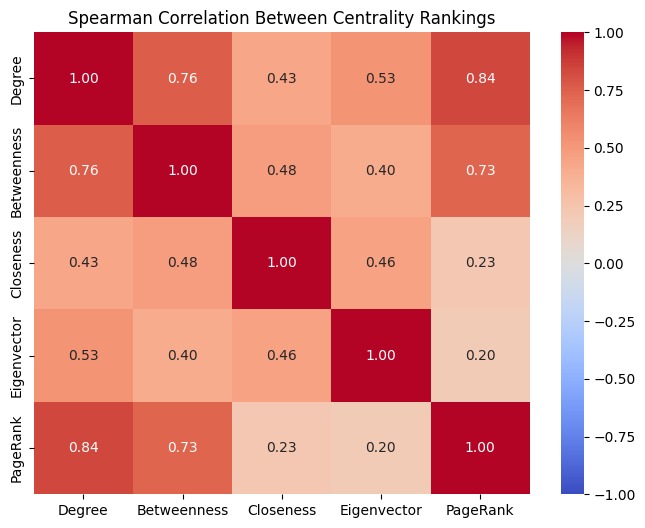 Spearman Correlation Between Centrality Rankings
Degree 1.00 0.76 0.43 0.53 0.84
Betweenness 0.76 1.00 0.48 0.40 0.73
Closeness 0.43 0.48 1.00 0.46 0.23
Eigenvector 0.53 0.40 0.46 1.00 0.20
PageRank 0.84 0.73 0.23 0.20 1.00
Degree Betweenness Closeness Eigenvector PageRank
1.00
0.75
0.50
0.25
0.00
−0.25
−0.50
−0.75
−1.00